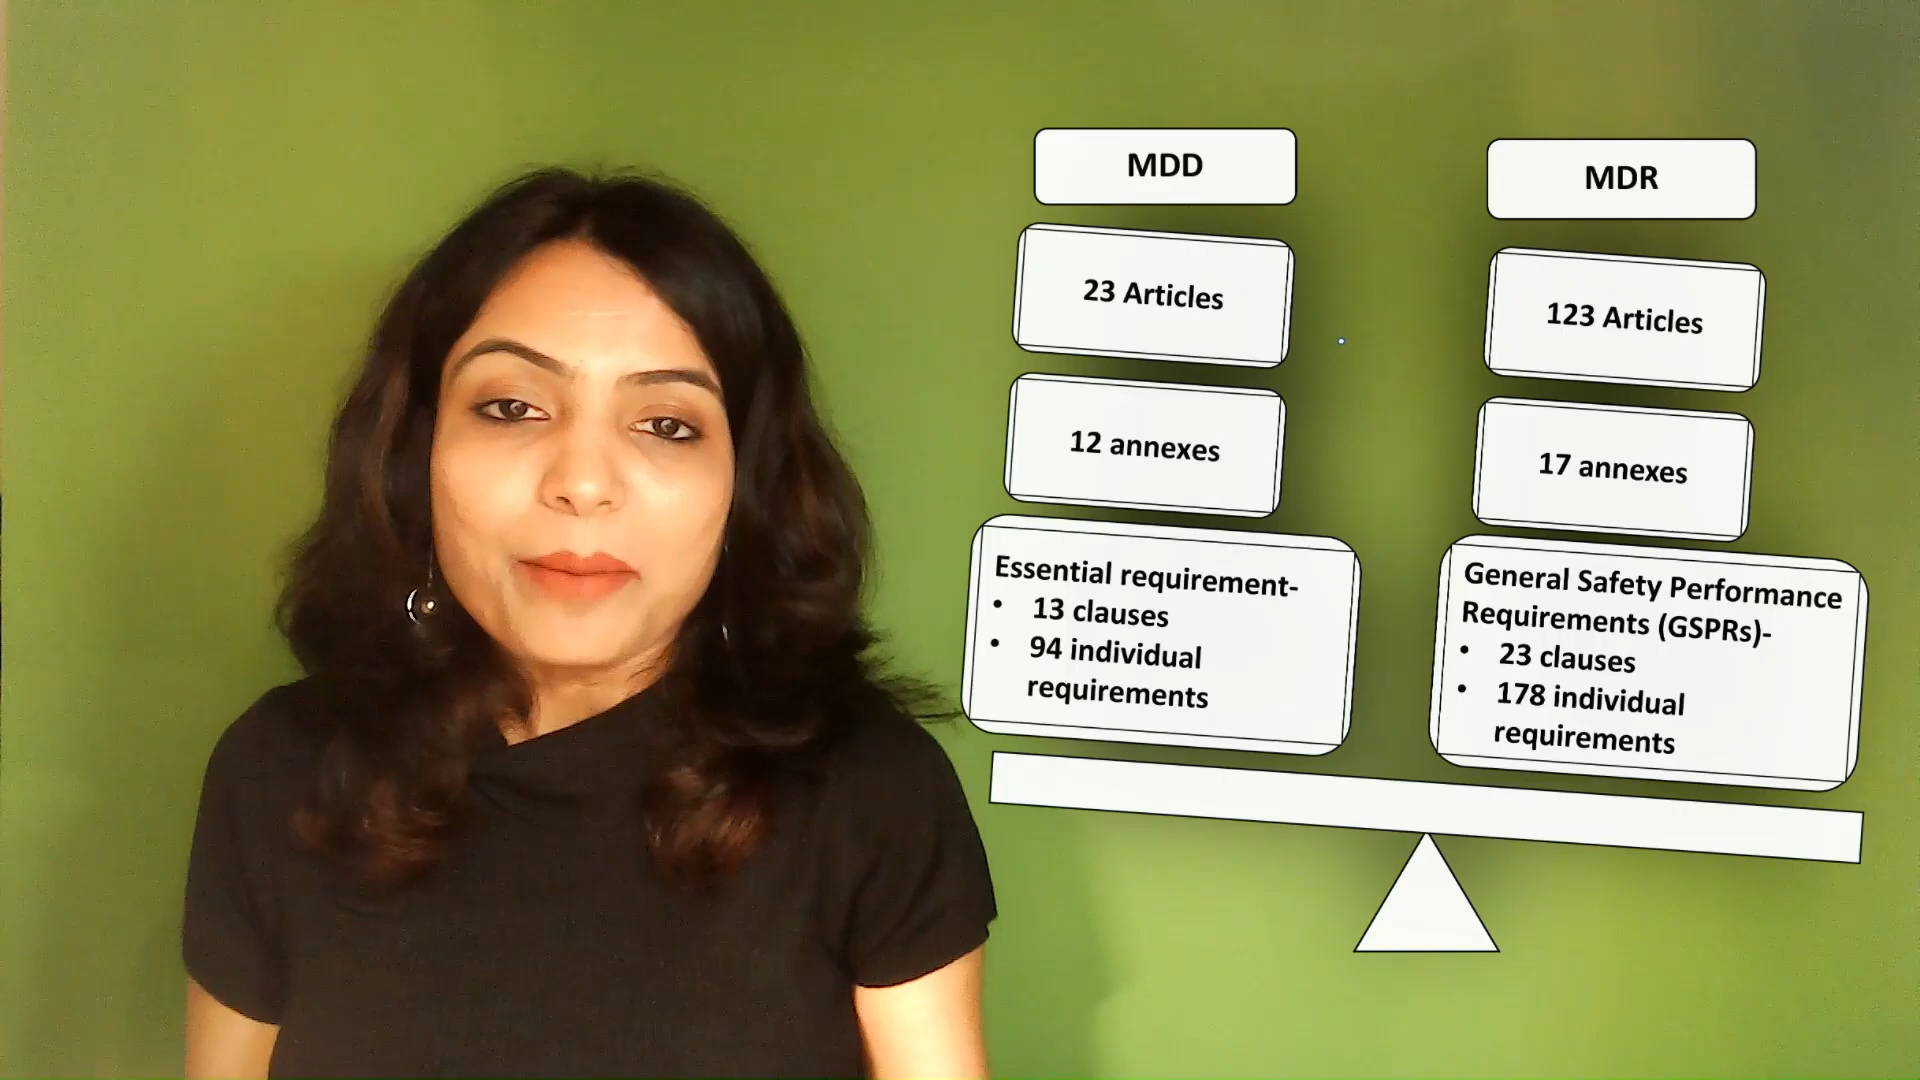 MDD
23 Articles
12 annexes
Essential requirement-
• 13 clauses
• 94 individual
requirements
MDR
123 Articles
17 annexes
General Safety Performance
Requirements (GSPRs)-
• 23 clauses
• 178 individual
requirements